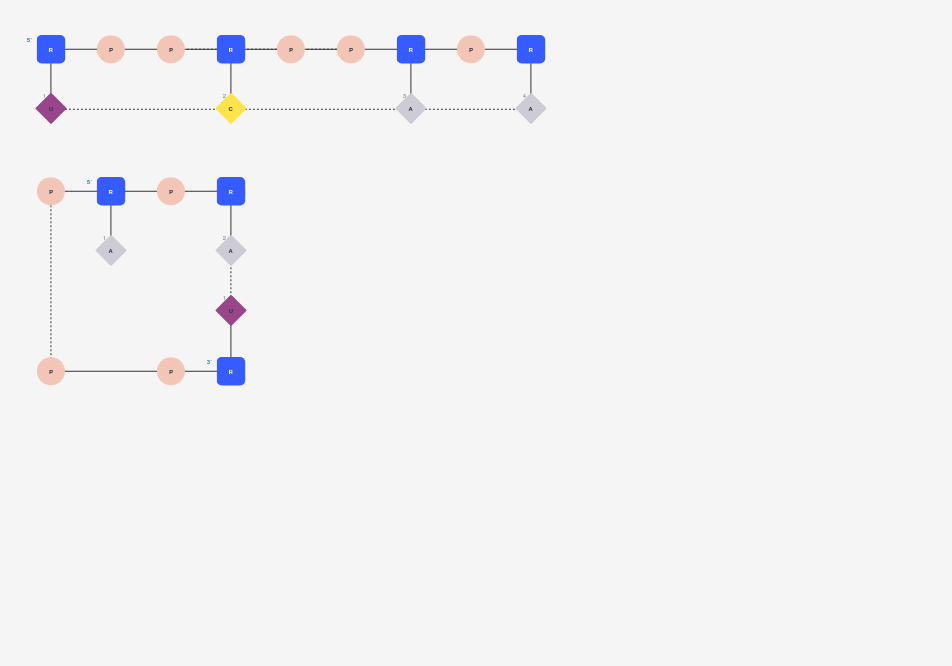 5'
R P P R P P R P R
1 2 3 4
U C A A
P 5' R P R
1 2
A A
U
3'
P P R